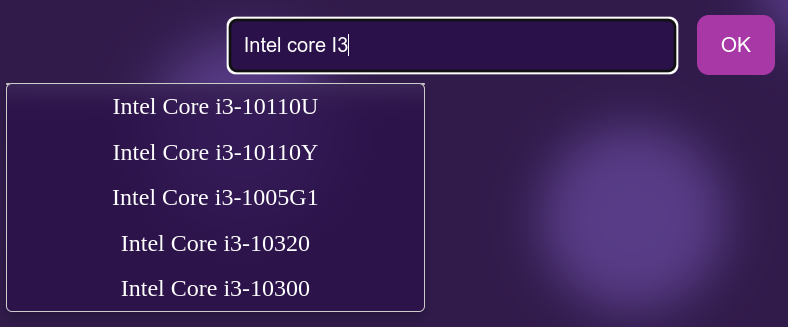 Intel core I3
OK
Intel Core i3-10110U
Intel Core i3-10110Y
Intel Core i3-1005G1
Intel Core i3-10320
Intel Core i3-10300